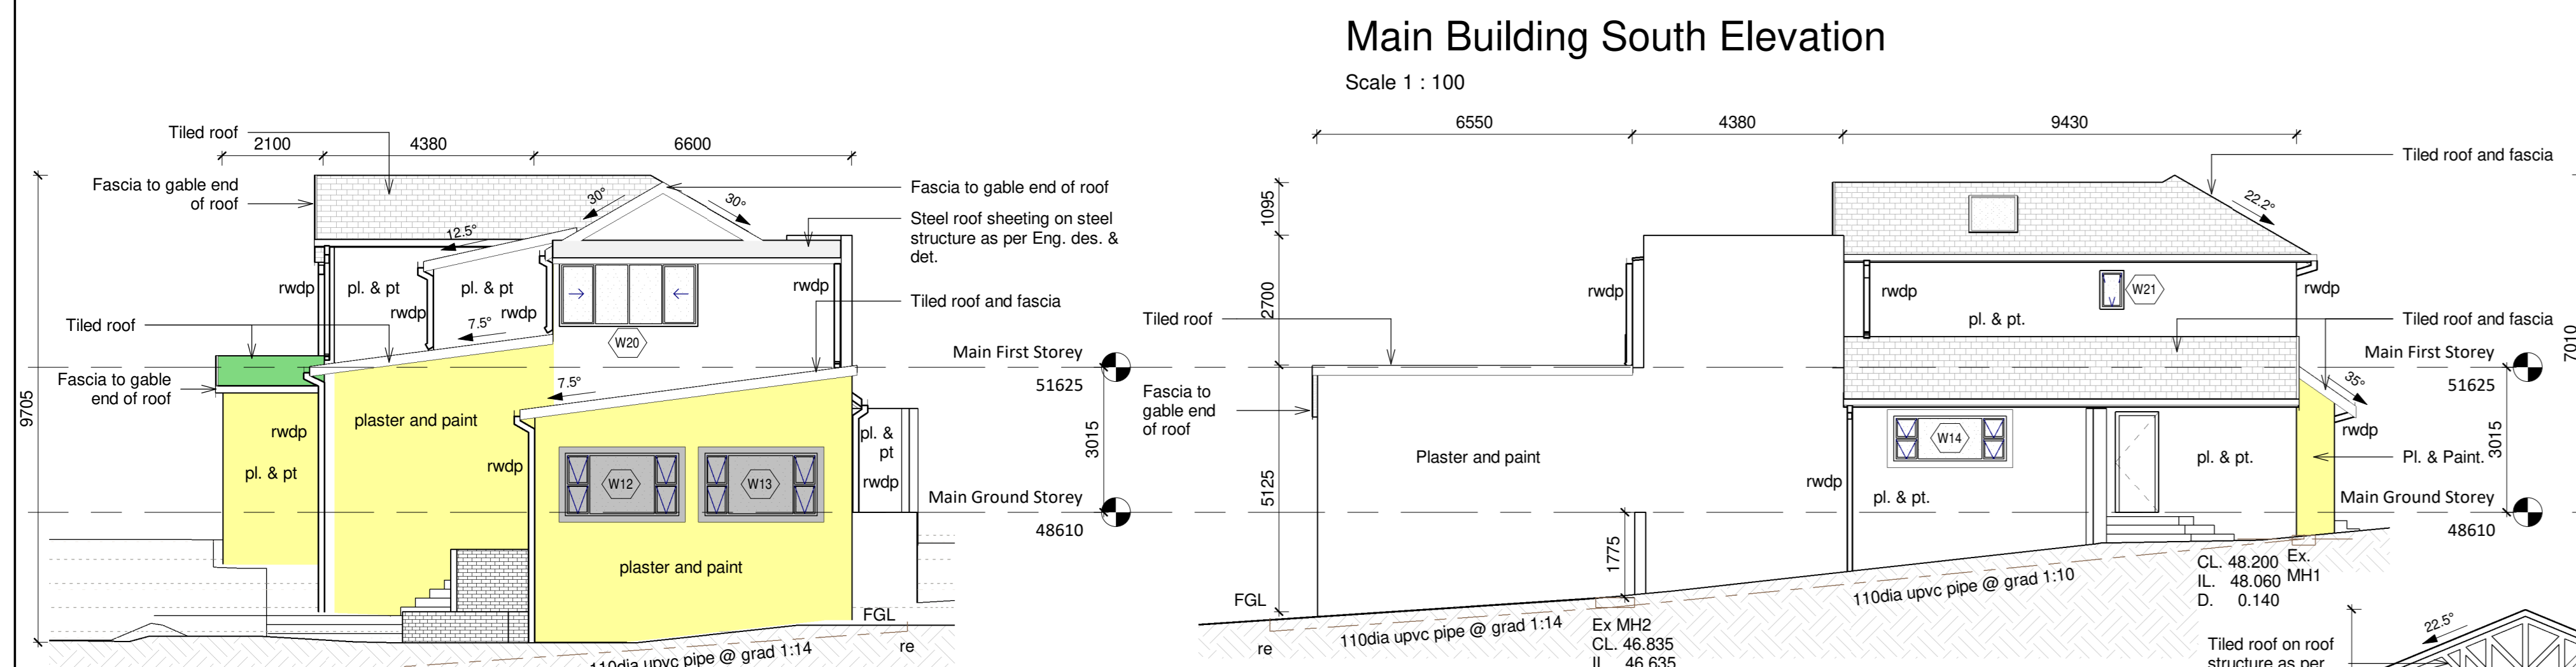 Main Building South Elevation
Scale 1 : 100
Tiled roof
2100
4380
6600
Fascia to gable end
of roof
30°
30°
Fascia to gable end of roof
Steel roof sheeting on steel
structure as per Eng. des. &
det.
12.5°
rwdp
pl. & pt
rwdp
pl. & pt
rwdp
rwdp
Tiled roof and fascia
Tiled roof
7.5°
W20
Main First Storey
51625
Fascia to gable
end of roof
7.5°
9705
plaster and paint
rwdp
pl. & pt
rwdp
W12
W13
pl. &
pt
rwdp
3015
Main Ground Storey
48610
plaster and paint
FGL
110dia upvc pipe @ grad 1:14
re
6550
4380
9430
Tiled roof and fascia
22.2°
1095
2700
5125
rwdp
rwdp
W21
rwdp
Tiled roof
pl. & pt.
Tiled roof and fascia
Main First Storey
51625
7010
Fascia to
gable end
of roof
35°
rwdp
W14
Plaster and paint
pl. & pt.
Pl. & Paint.
3015
rwdp
pl. & pt.
Main Ground Storey
48610
1775
FGL
110dia upvc pipe @ grad 1:14
110dia upvc pipe @ grad 1:10
re
Ex MH2
CL. 46.835
IL. 46.635
CL. 48.200
IL. 48.060
D. 0.140
Ex.
MH1
22.5°
Tiled roof on roof
structure as per